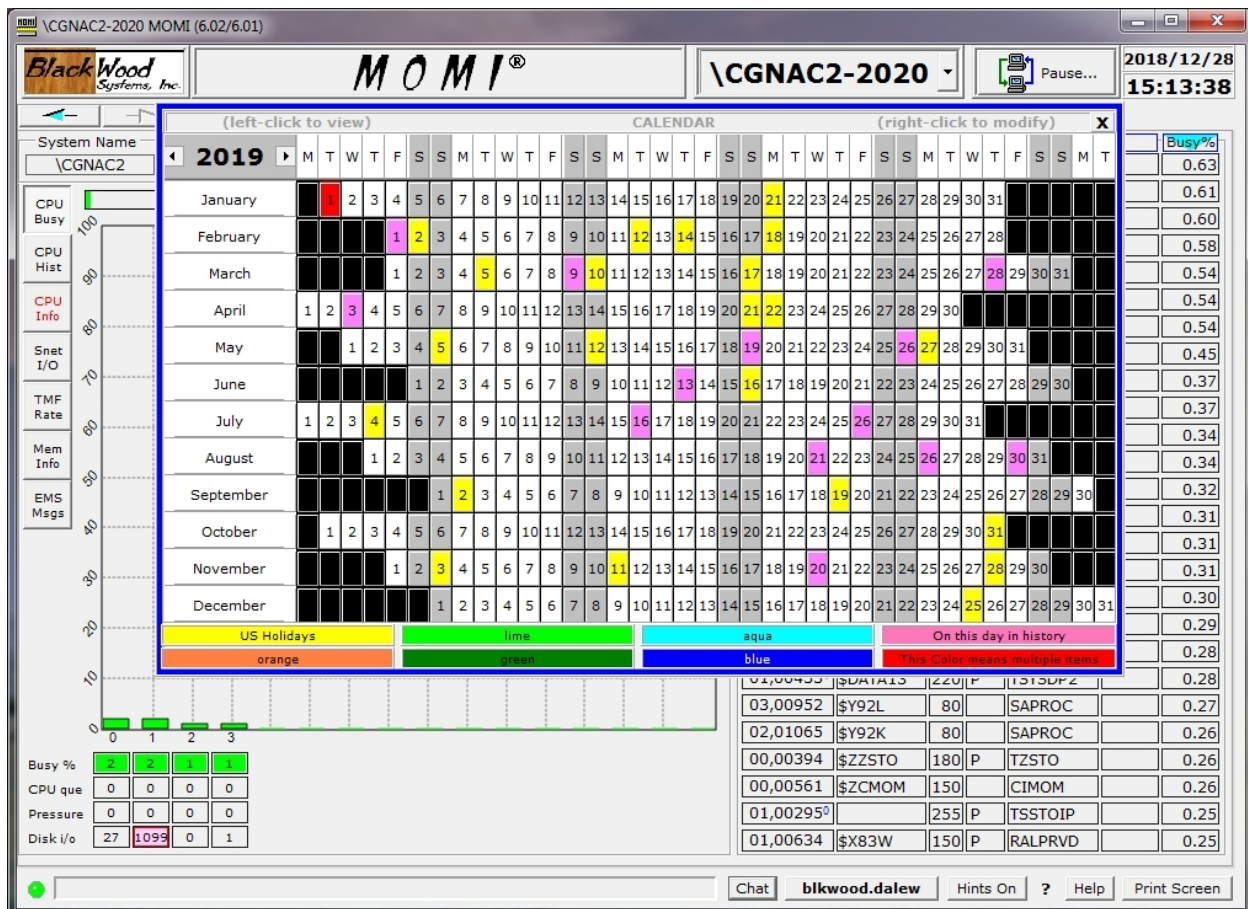 \CGNAC2-2020 MOMI (6.02/6.01)
BlackWood Systems, Inc.
MOMI®
\CGNAC2-2020
Pause...
2018/12/28
15:13:38
System Name
\CGNAC2
(left-click to view) CALENDAR (right-click to modify) X
2019 M T W T F S S M T W T F S S M T W T F S S M T W T F S S M T W T F S S M T
January 1 2 3 4 5 6 7 8 9 10 11 12 13 14 15 16 17 18 19 20 21 22 23 24 25 26 27 28 29 30 31
February 1 2 3 4 5 6 7 8 9 10 11 12 13 14 15 16 17 18 19 20 21 22 23 24 25 26 27 28
March 1 2 3 4 5 6 7 8 9 10 11 12 13 14 15 16 17 18 19 20 21 22 23 24 25 26 27 28 29 30 31
April 1 2 3 4 5 6 7 8 9 10 11 12 13 14 15 16 17 18 19 20 21 22 23 24 25 26 27 28 29 30
May 1 2 3 4 5 6 7 8 9 10 11 12 13 14 15 16 17 18 19 20 21 22 23 24 25 26 27 28 29 30 31
June 1 2 3 4 5 6 7 8 9 10 11 12 13 14 15 16 17 18 19 20 21 22 23 24 25 26 27 28 29 30
July 1 2 3 4 5 6 7 8 9 10 11 12 13 14 15 16 17 18 19 20 21 22 23 24 25 26 27 28 29 30 31
August 1 2 3 4 5 6 7 8 9 10 11 12 13 14 15 16 17 18 19 20 21 22 23 24 25 26 27 28 29 30 31
September 1 2 3 4 5 6 7 8 9 10 11 12 13 14 15 16 17 18 19 20 21 22 23 24 25 26 27 28 29 30
October 1 2 3 4 5 6 7 8 9 10 11 12 13 14 15 16 17 18 19 20 21 22 23 24 25 26 27 28 29 30 31
November 1 2 3 4 5 6 7 8 9 10 11 12 13 14 15 16 17 18 19 20 21 22 23 24 25 26 27 28 29 30
December 1 2 3 4 5 6 7 8 9 10 11 12 13 14 15 16 17 18 19 20 21 22 23 24 25 26 27 28 29 30 31
US Holidays lime aqua On this day in history
orange green blue This Color means multiple items
CPU Busy
CPU Hist
CPU Info
Snet I/O
TMF Rate
Mem Info
EMS Msgs
100
90
80
70
60
50
40
30
20
10
0
0 1 2 3
Busy % 2 2 1 1
CPU que 0 0 0 0
Pressure 0 0 0 0
Disk i/o 27 1099 0 1
Busy%
0.63
0.61
0.60
0.58
0.54
0.54
0.54
0.45
0.37
0.37
0.34
0.34
0.32
0.31
0.31
0.31
0.30
0.29
0.28
$DATA13 220 P TSYSDP2 0.28
03,00952 $Y92L 80 SAPROC 0.27
02,01065 $Y92K 80 SAPROC 0.26
00,00394 $ZZSTO 180 P TZSTO 0.26
00,00561 $ZCMOM 150 CIMOM 0.26
01,00295⁰ 255 P TSSTOIP 0.25
01,00634 $X83W 150 P RALPRVD 0.25
Chat blkwood.dalew Hints On ? Help Print Screen